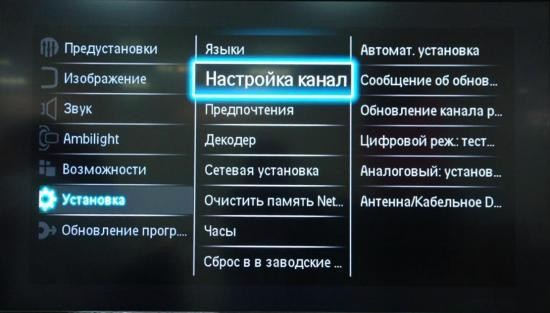 Предустановки
Изображение
Звук
Ambilight
Возможности
Установка
Обновление прогр....
Языки
Настройка канал
Предпочтения
Декодер
Сетевая установка
Очистить память Net...
Часы
Сброс в в заводские ...
Автомат. установка
Сообщение об обнов...
Обновление канала р...
Цифровой реж.: тест...
Аналоговый: установ...
Антенна/Кабельное D...